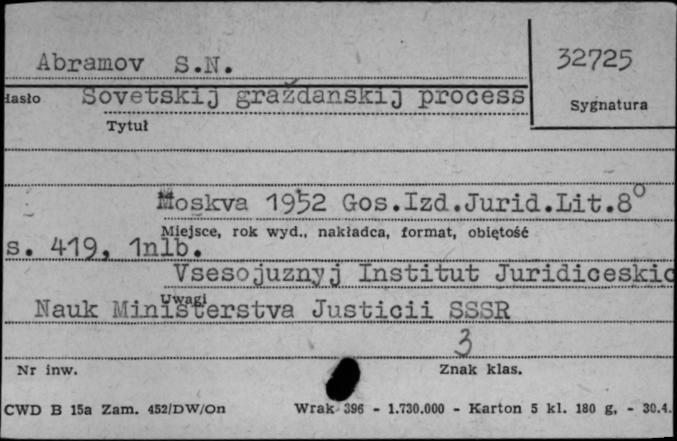 Abramov S.N.
32725
Hasło Sovetskij graždanskij process
Sygnatura
Tytuł
Moskva 1952 Gos.Izd.Jurid.Lit.8°
Miejsce, rok wyd., nakładca, format, objętość
s. 419, 1nlb.
Vsesojuznyj Institut Juridiceskic
Uwagi
Nauk Ministerstva Justicii SSSR
3
Nr inw.
Znak klas.
CWD B 15a Zam. 452/DW/On Wrak 396 - 1.730.000 - Karton 5 kl. 180 g. - 30.4.